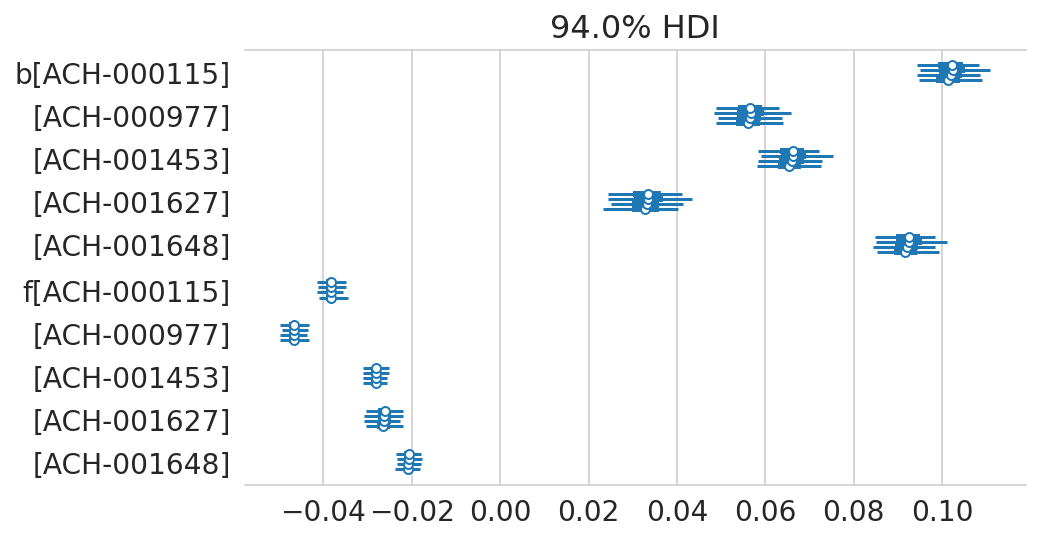 94.0% HDI
b[ACH-000115]
[ACH-000977]
[ACH-001453]
[ACH-001627]
[ACH-001648]
f[ACH-000115]
[ACH-000977]
[ACH-001453]
[ACH-001627]
[ACH-001648]
−0.04 −0.02 0.00 0.02 0.04 0.06 0.08 0.10